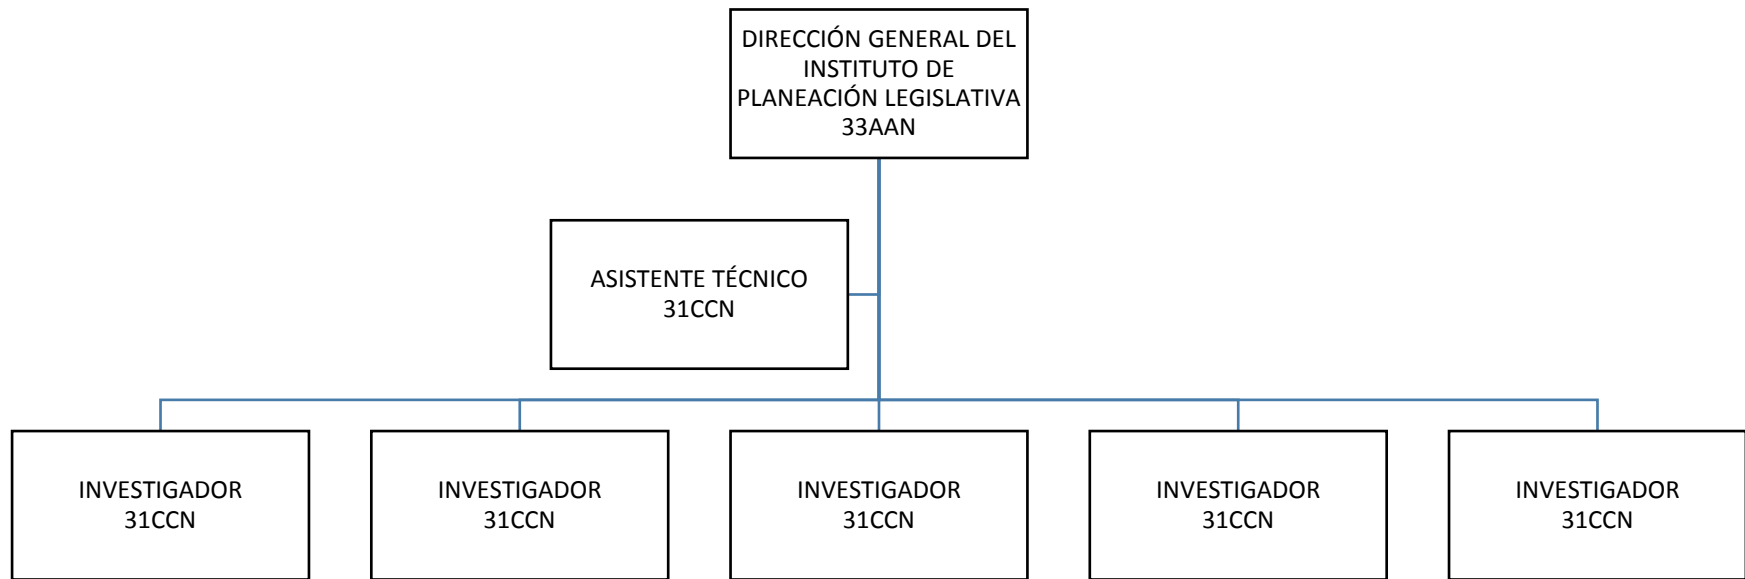 DIRECCIÓN GENERAL DEL
INSTITUTO DE
PLANEACIÓN LEGISLATIVA
33AAN
ASISTENTE TÉCNICO
31CCN
INVESTIGADOR
31CCN
INVESTIGADOR
31CCN
INVESTIGADOR
31CCN
INVESTIGADOR
31CCN
INVESTIGADOR
31CCN